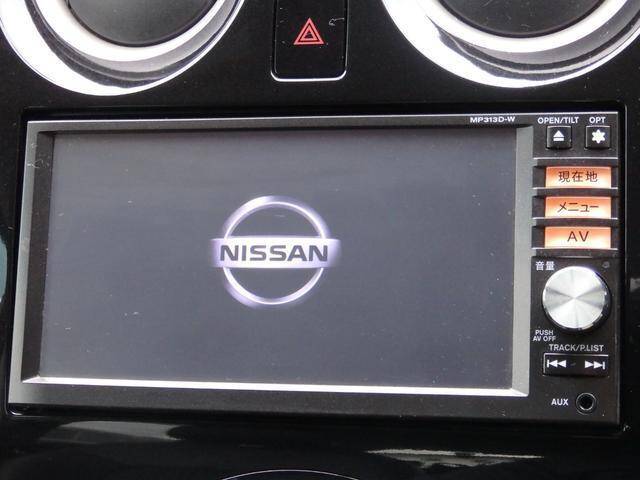 MP313D-W
OPEN/TILT OPT
現在地
メニュー
AV
NISSAN
音量
PUSH
AV OFF
TRACK/P.LIST
AUX